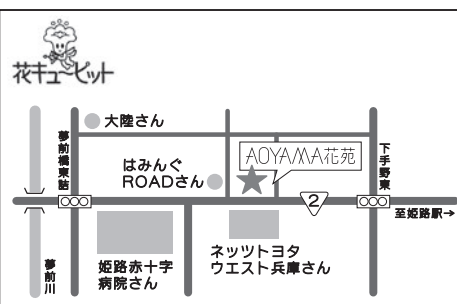 花キューピット
大陸さん
夢前橋東詰
はみんぐ
ROADさん
AOYAMA花苑
下手野東
2
至姫路駅→
夢前川
姫路赤十字
病院さん
ネッツトヨタ
ウエスト兵庫さん